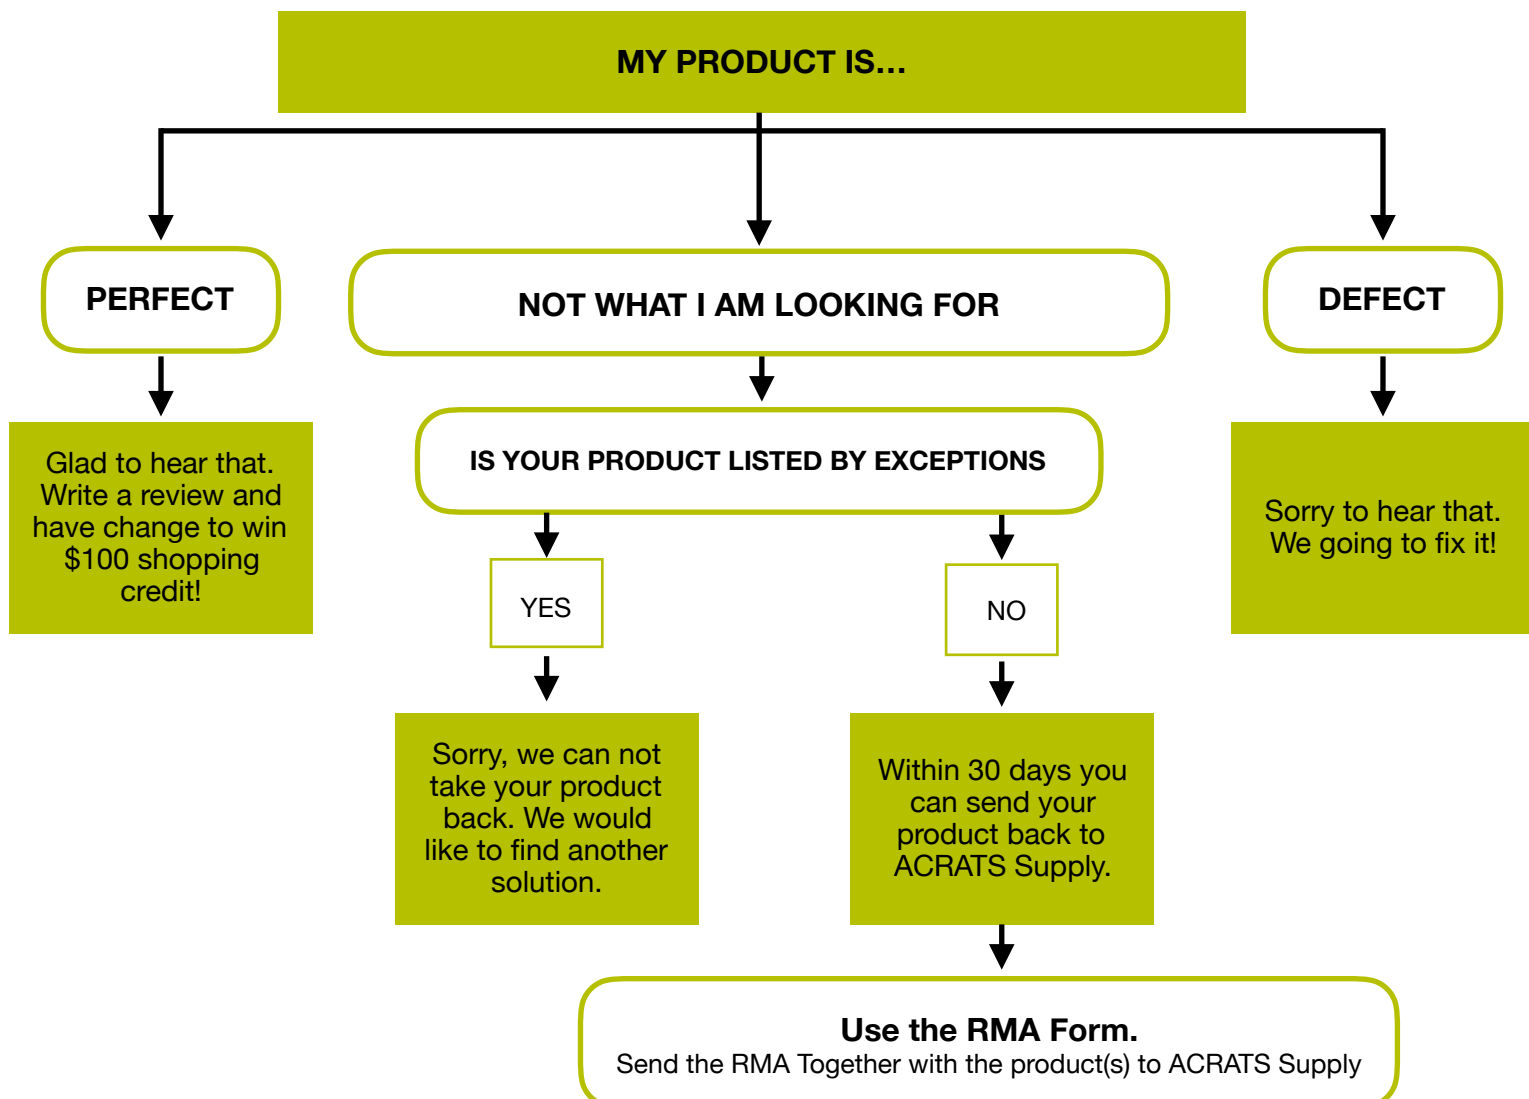 MY PRODUCT IS...
PERFECT
NOT WHAT I AM LOOKING FOR
DEFECT
Glad to hear that.
Write a review and
have change to win
$100 shopping
credit!
IS YOUR PRODUCT LISTED BY EXCEPTIONS
Sorry to hear that.
We going to fix it!
YES
NO
Sorry, we can not
take your product
back. We would
like to find another
solution.
Within 30 days you
can send your
product back to
ACRATS Supply.
Use the RMA Form.
Send the RMA Together with the product(s) to ACRATS Supply